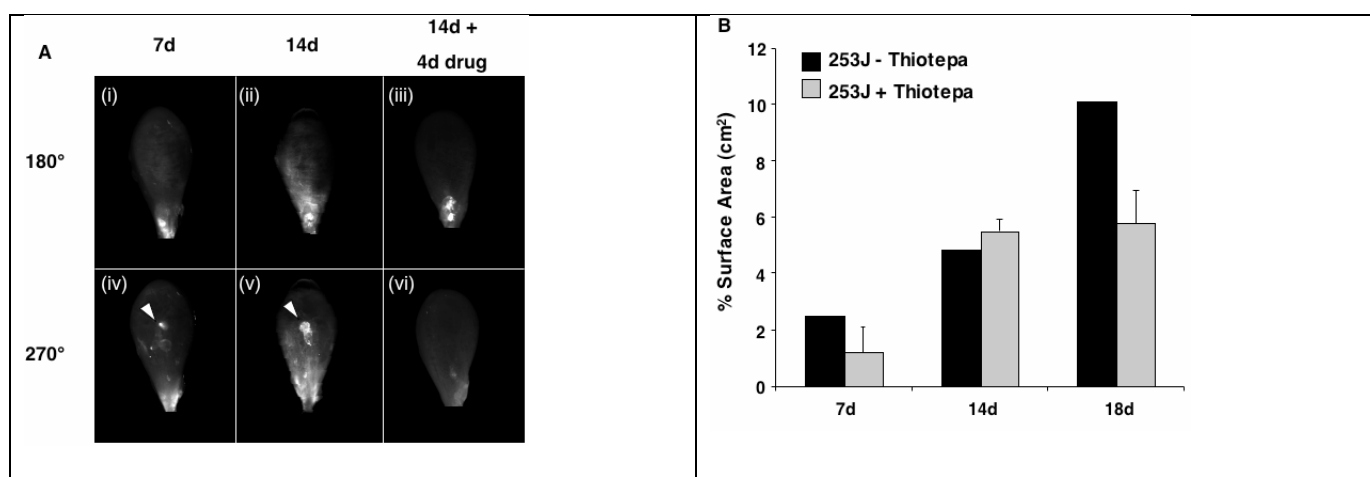 A
7d
14d
14d +
4d drug
180°
(i)
(ii)
(iii)
270°
(iv)
(v)
(vi)
B
253J - Thiotepa
253J + Thiotepa
% Surface Area (cm²)
12
10
8
6
4
2
0
7d
14d
18d